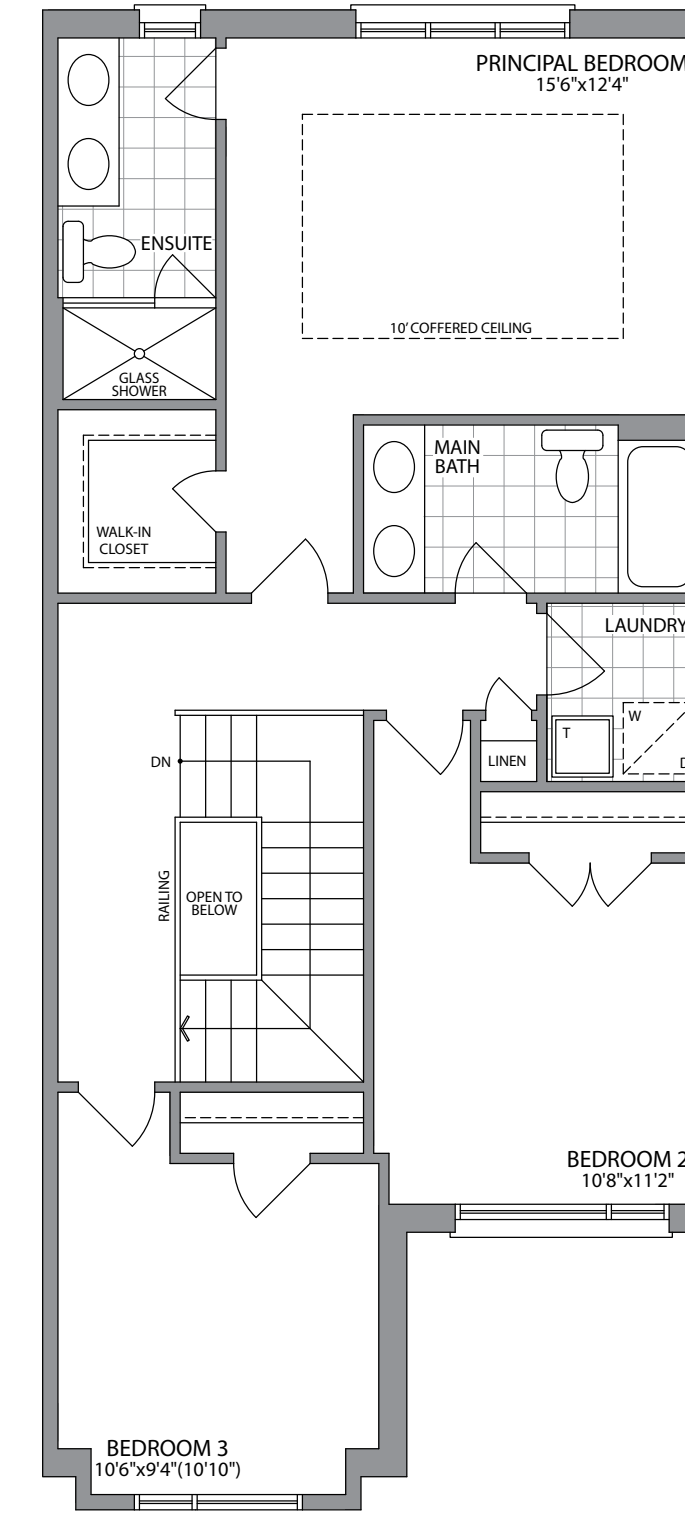 PRINCIPAL BEDROOM
15'6"x12'4"
ENSUITE
10' COFFERED CEILING
GLASS
SHOWER
MAIN
BATH
WALK-IN
CLOSET
LAUNDRY
W
T
D
LINEN
DN
RAILING
OPEN TO
BELOW
BEDROOM 2
10'8"x11'2"
BEDROOM 3
10'6"x9'4"(10'10")